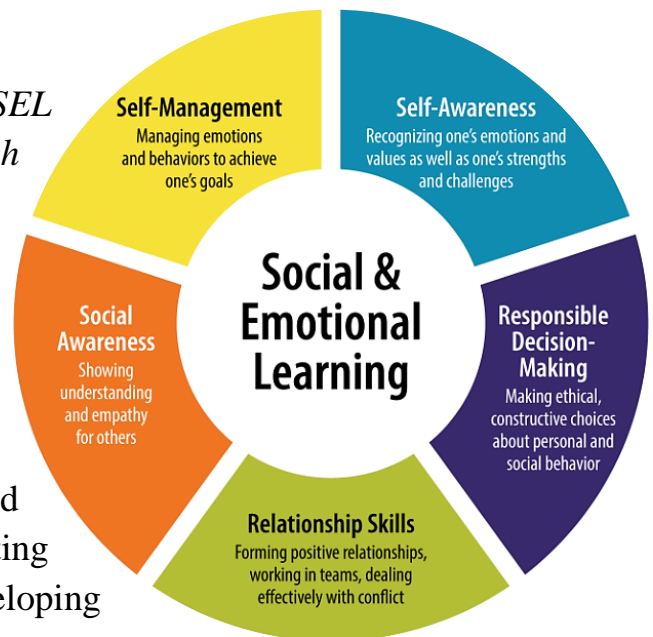 SEL
Self-Management
Managing emotions
and behaviors to achieve
one's goals
Self-Awareness
Recognizing one's emotions and
values as well as one's strengths
and challenges
Social &
Emotional
Learning
Social
Awareness
Showing
understanding
and empathy
for others
Responsible
Decision-
Making
Making ethical,
constructive choices
about personal and
social behavior
Relationship Skills
Forming positive relationships,
working in teams, dealing
effectively with conflict